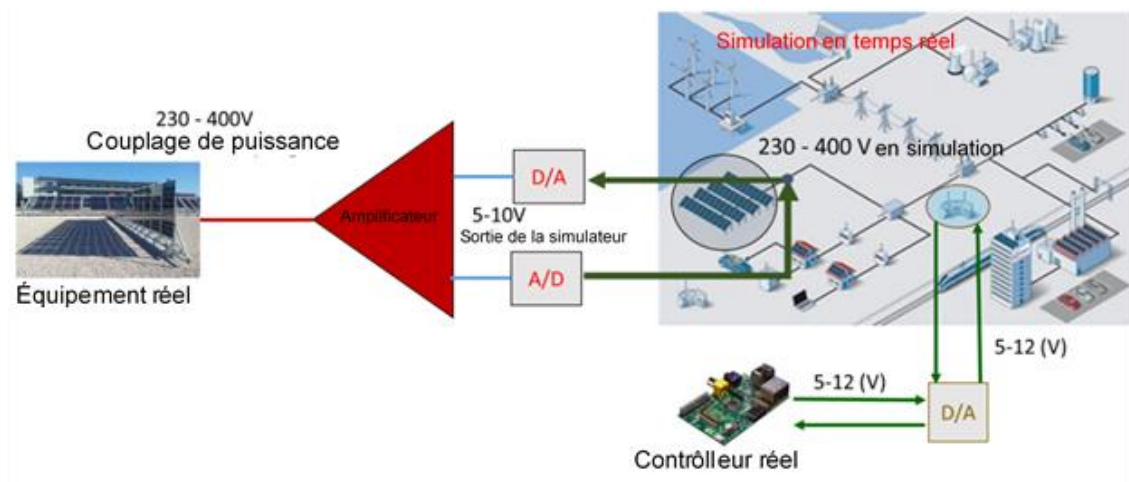 Simulation en temps réel
230 - 400V
Couplage de puissance
230 - 400 V en simulation
D/A
Amplificateur
5-10V
Sortie de la simulateur
A/D
Équipement réel
5-12 (V)
5-12 (V)
D/A
Contrôlleur réel